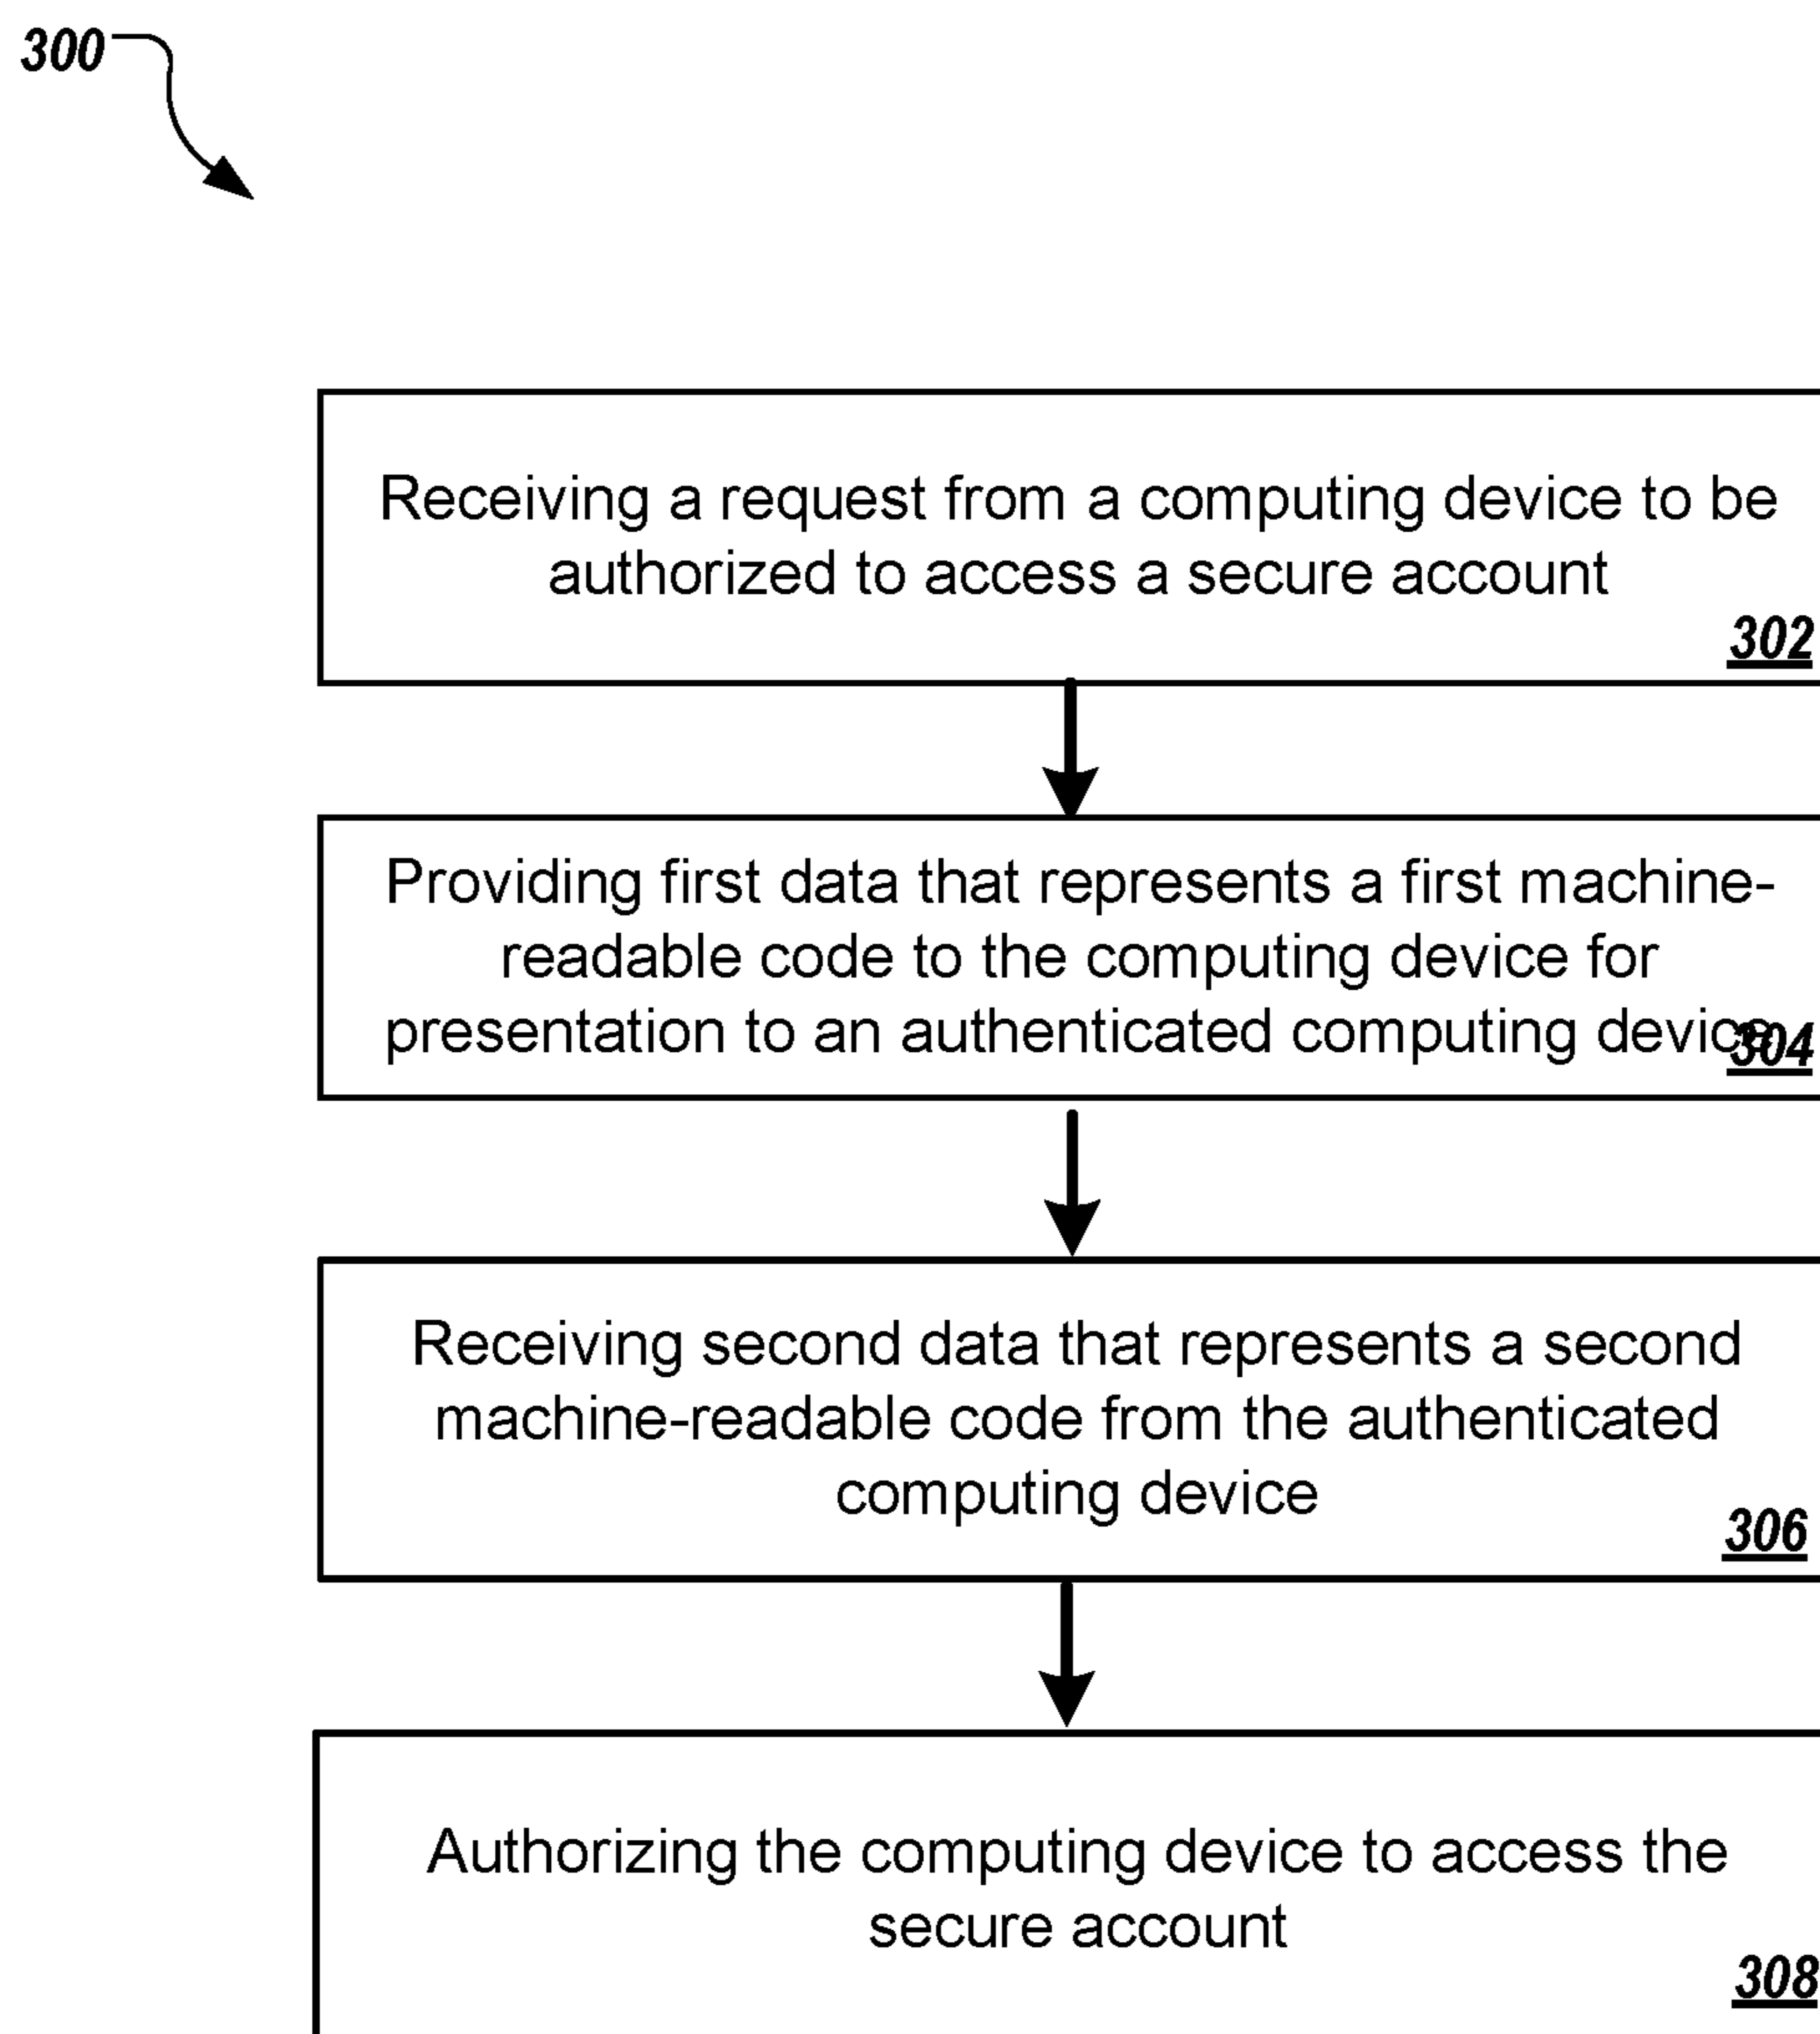 300
Receiving a request from a computing device to be
authorized to access a secure account
302
Providing first data that represents a first machine-
readable code to the computing device for
presentation to an authenticated computing device
304
Receiving second data that represents a second
machine-readable code from the authenticated
computing device
306
Authorizing the computing device to access the
secure account
308